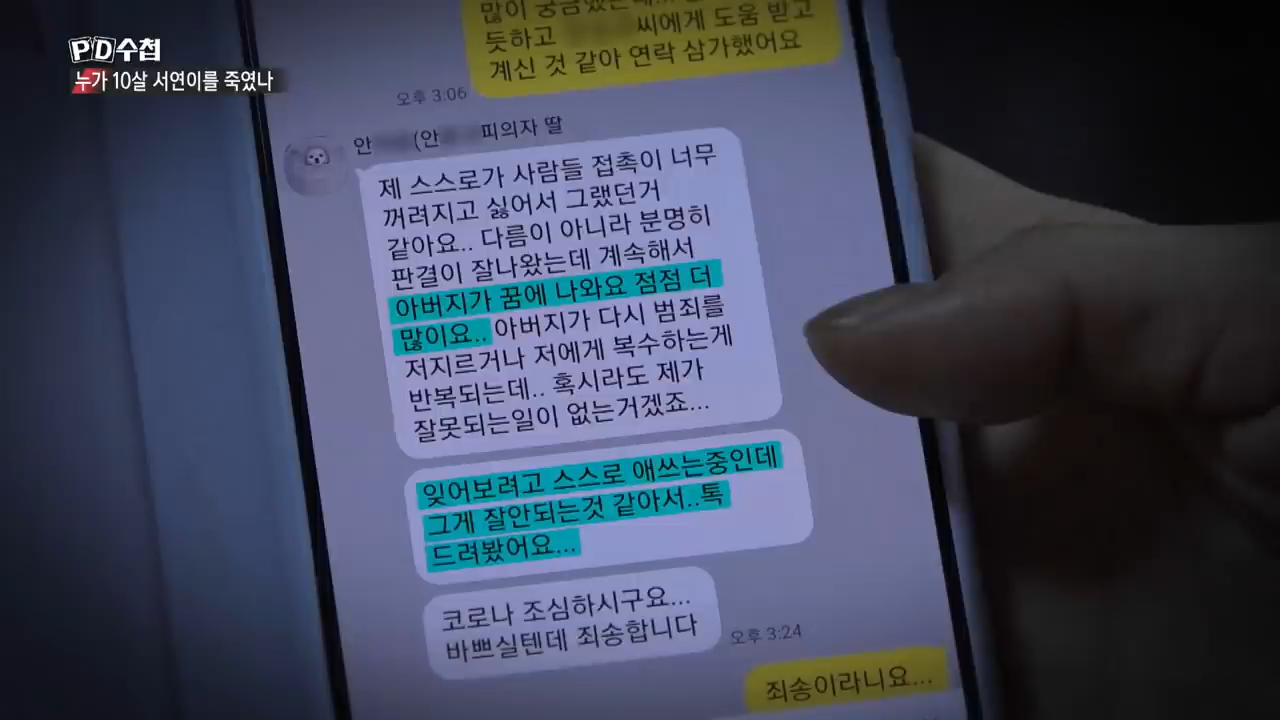 PD수첩
누가 10살 서연이를 죽였나
많이 궁금했는데...
듯하고 씨에게 도움 받고
계신 것 같아 연락 삼가했어요
오후 3:06
안 (안 피의자 딸
제 스스로가 사람들 접촉이 너무
꺼려지고 싫어서 그랬던거
같아요.. 다름이 아니라 분명히
판결이 잘나왔는데 계속해서
아버지가 꿈에 나와요 점점 더
많이요.. 아버지가 다시 범죄를
저지르거나 저에게 복수하는게
반복되는데.. 혹시라도 제가
잘못되는일이 없는거겠죠...
잊어보려고 스스로 애쓰는중인데
그게 잘안되는것 같아서..톡
드려봤어요...
코로나 조심하시구요...
바쁘실텐데 죄송합니다
오후 3:24
죄송이라니요...